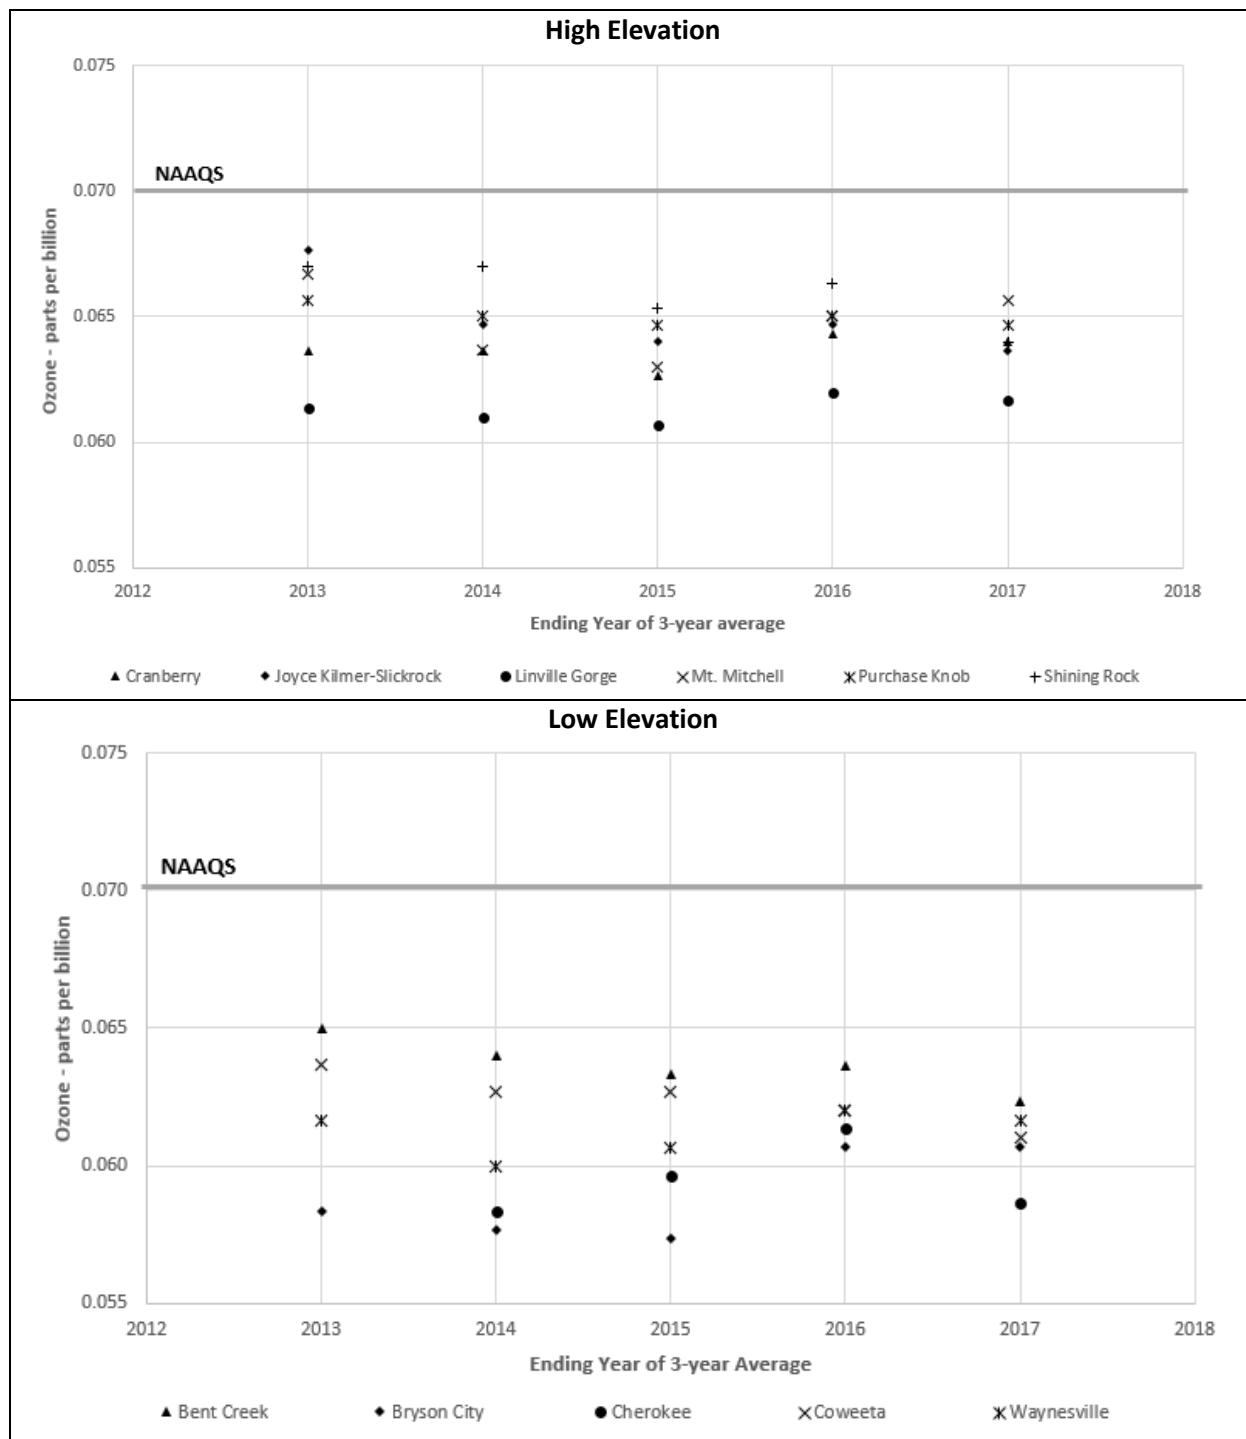 High Elevation
0.075
NAAQS
0.070
0.065
0.060
0.055
Ozone - parts per billion
2012 2013 2014 2015 2016 2017 2018
Ending Year of 3-year average
Cranberry Joyce Kilmer-Slickrock Linville Gorge Mt. Mitchell Purchase Knob Shining Rock
Low Elevation
0.075
NAAQS
0.070
0.065
0.060
0.055
Ozone - parts per billion
2012 2013 2014 2015 2016 2017 2018
Ending Year of 3-year Average
Bent Creek Bryson City Cherokee Coweeta Waynesville